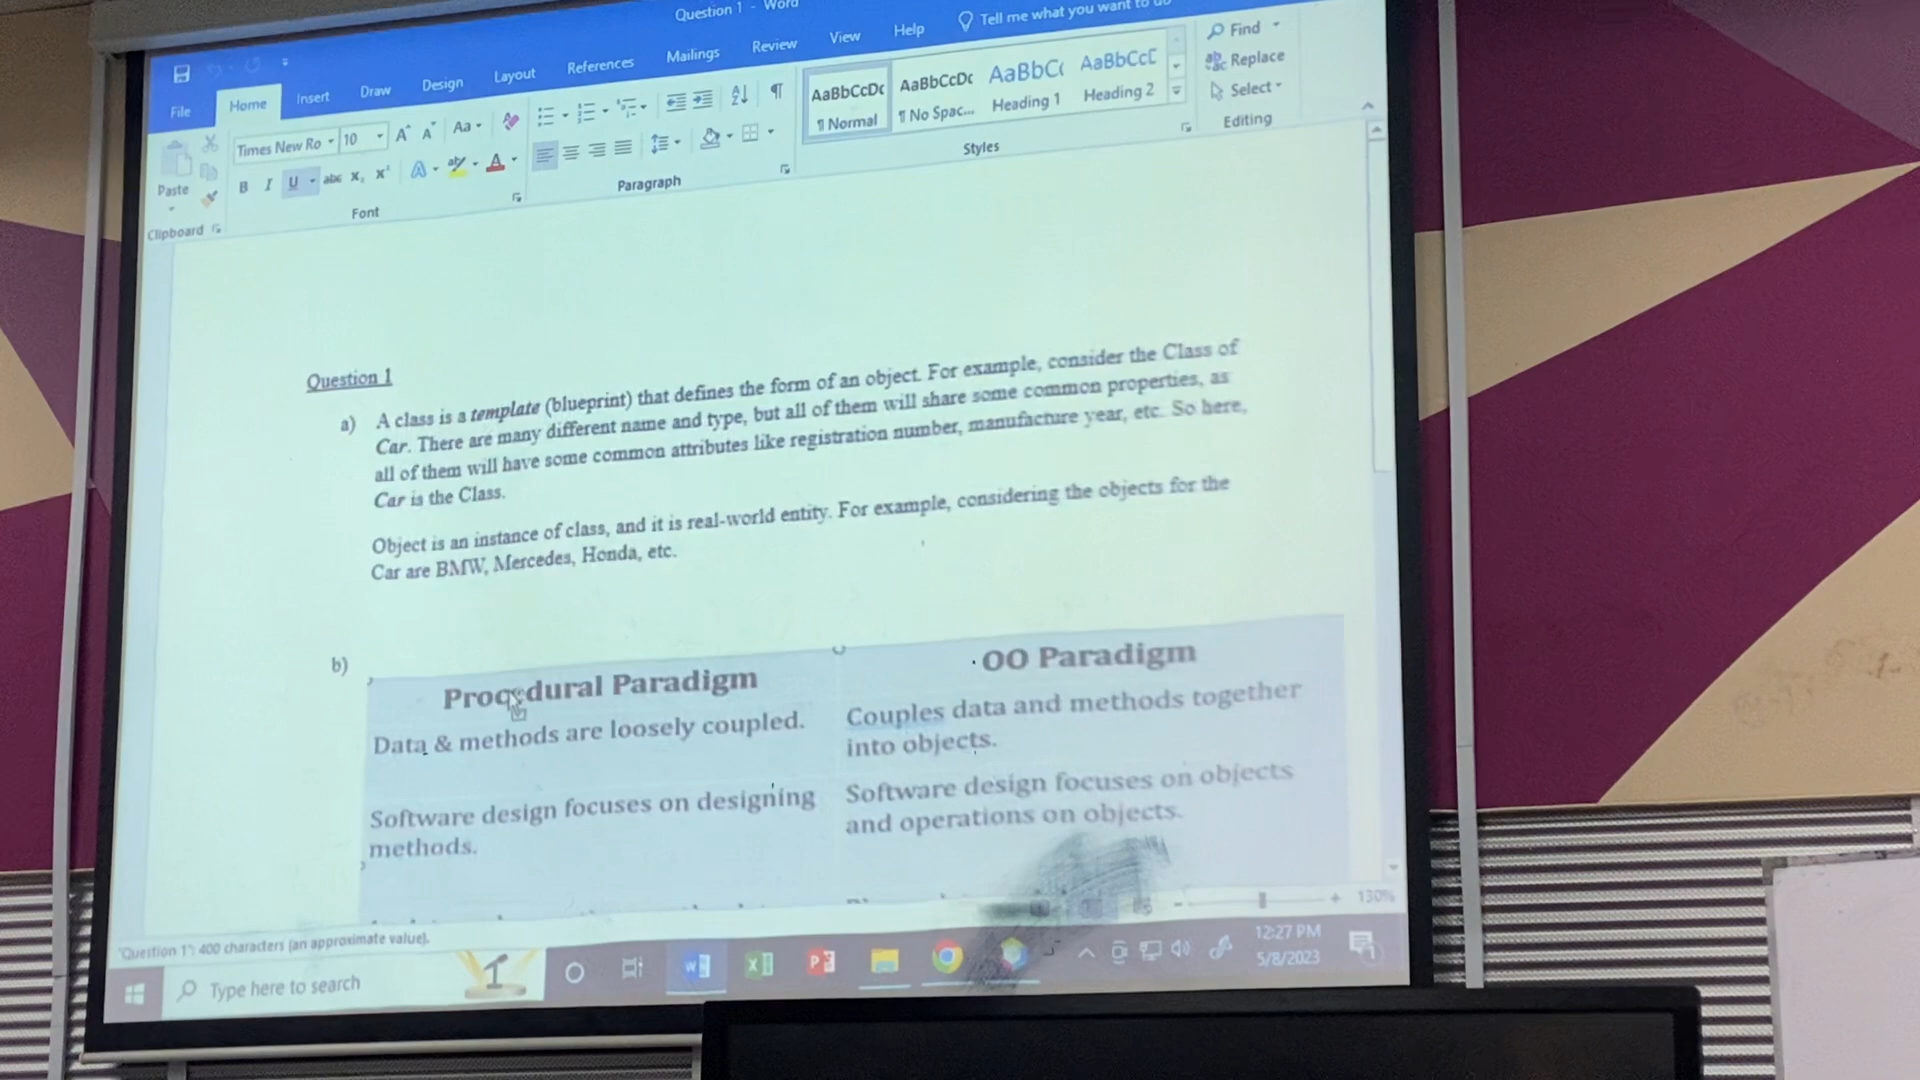 Question 1 - Word
File Home Insert Draw Design Layout References Mailings Review View Help Tell me what you want to do
Times New Ro 10 Aa AaBbCcDc AaBbCcDc AaBbC( AaBbCcD Find
Paste B I U abc x x A ¶ Normal ¶ No Spac... Heading 1 Heading 2 Replace
Select
Clipboard Font Paragraph Styles Editing
Question 1
a) A class is a template (blueprint) that defines the form of an object. For example, consider the Class of
Car. There are many different name and type, but all of them will share some common properties, as
all of them will have some common attributes like registration number, manufacture year, etc. So here,
Car is the Class.
Object is an instance of class, and it is real-world entity. For example, considering the objects for the
Car are BMW, Mercedes, Honda, etc.
b)
Procedural Paradigm
Data & methods are loosely coupled.
Software design focuses on designing
methods.
OO Paradigm
Couples data and methods together
into objects.
Software design focuses on objects
and operations on objects.
130%
"Question 1": 400 characters (an approximate value).
Type here to search
12:27 PM
5/8/2023